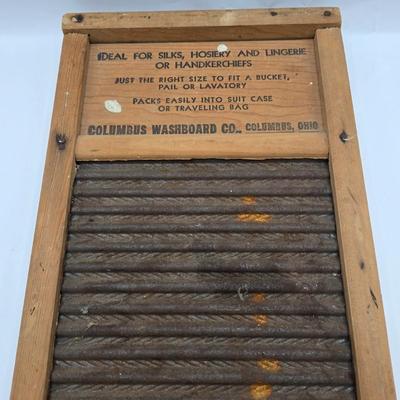 IDEAL FOR SILKS, HOSIERY AND LINGERIE
OR HANDKERCHIEFS
JUST THE RIGHT SIZE TO FIT A BUCKET,
PAIL OR LAVATORY
PACKS EASILY INTO SUIT CASE
OR TRAVELING BAG
COLUMBUS WASHBOARD CO., COLUMBUS, OHIO